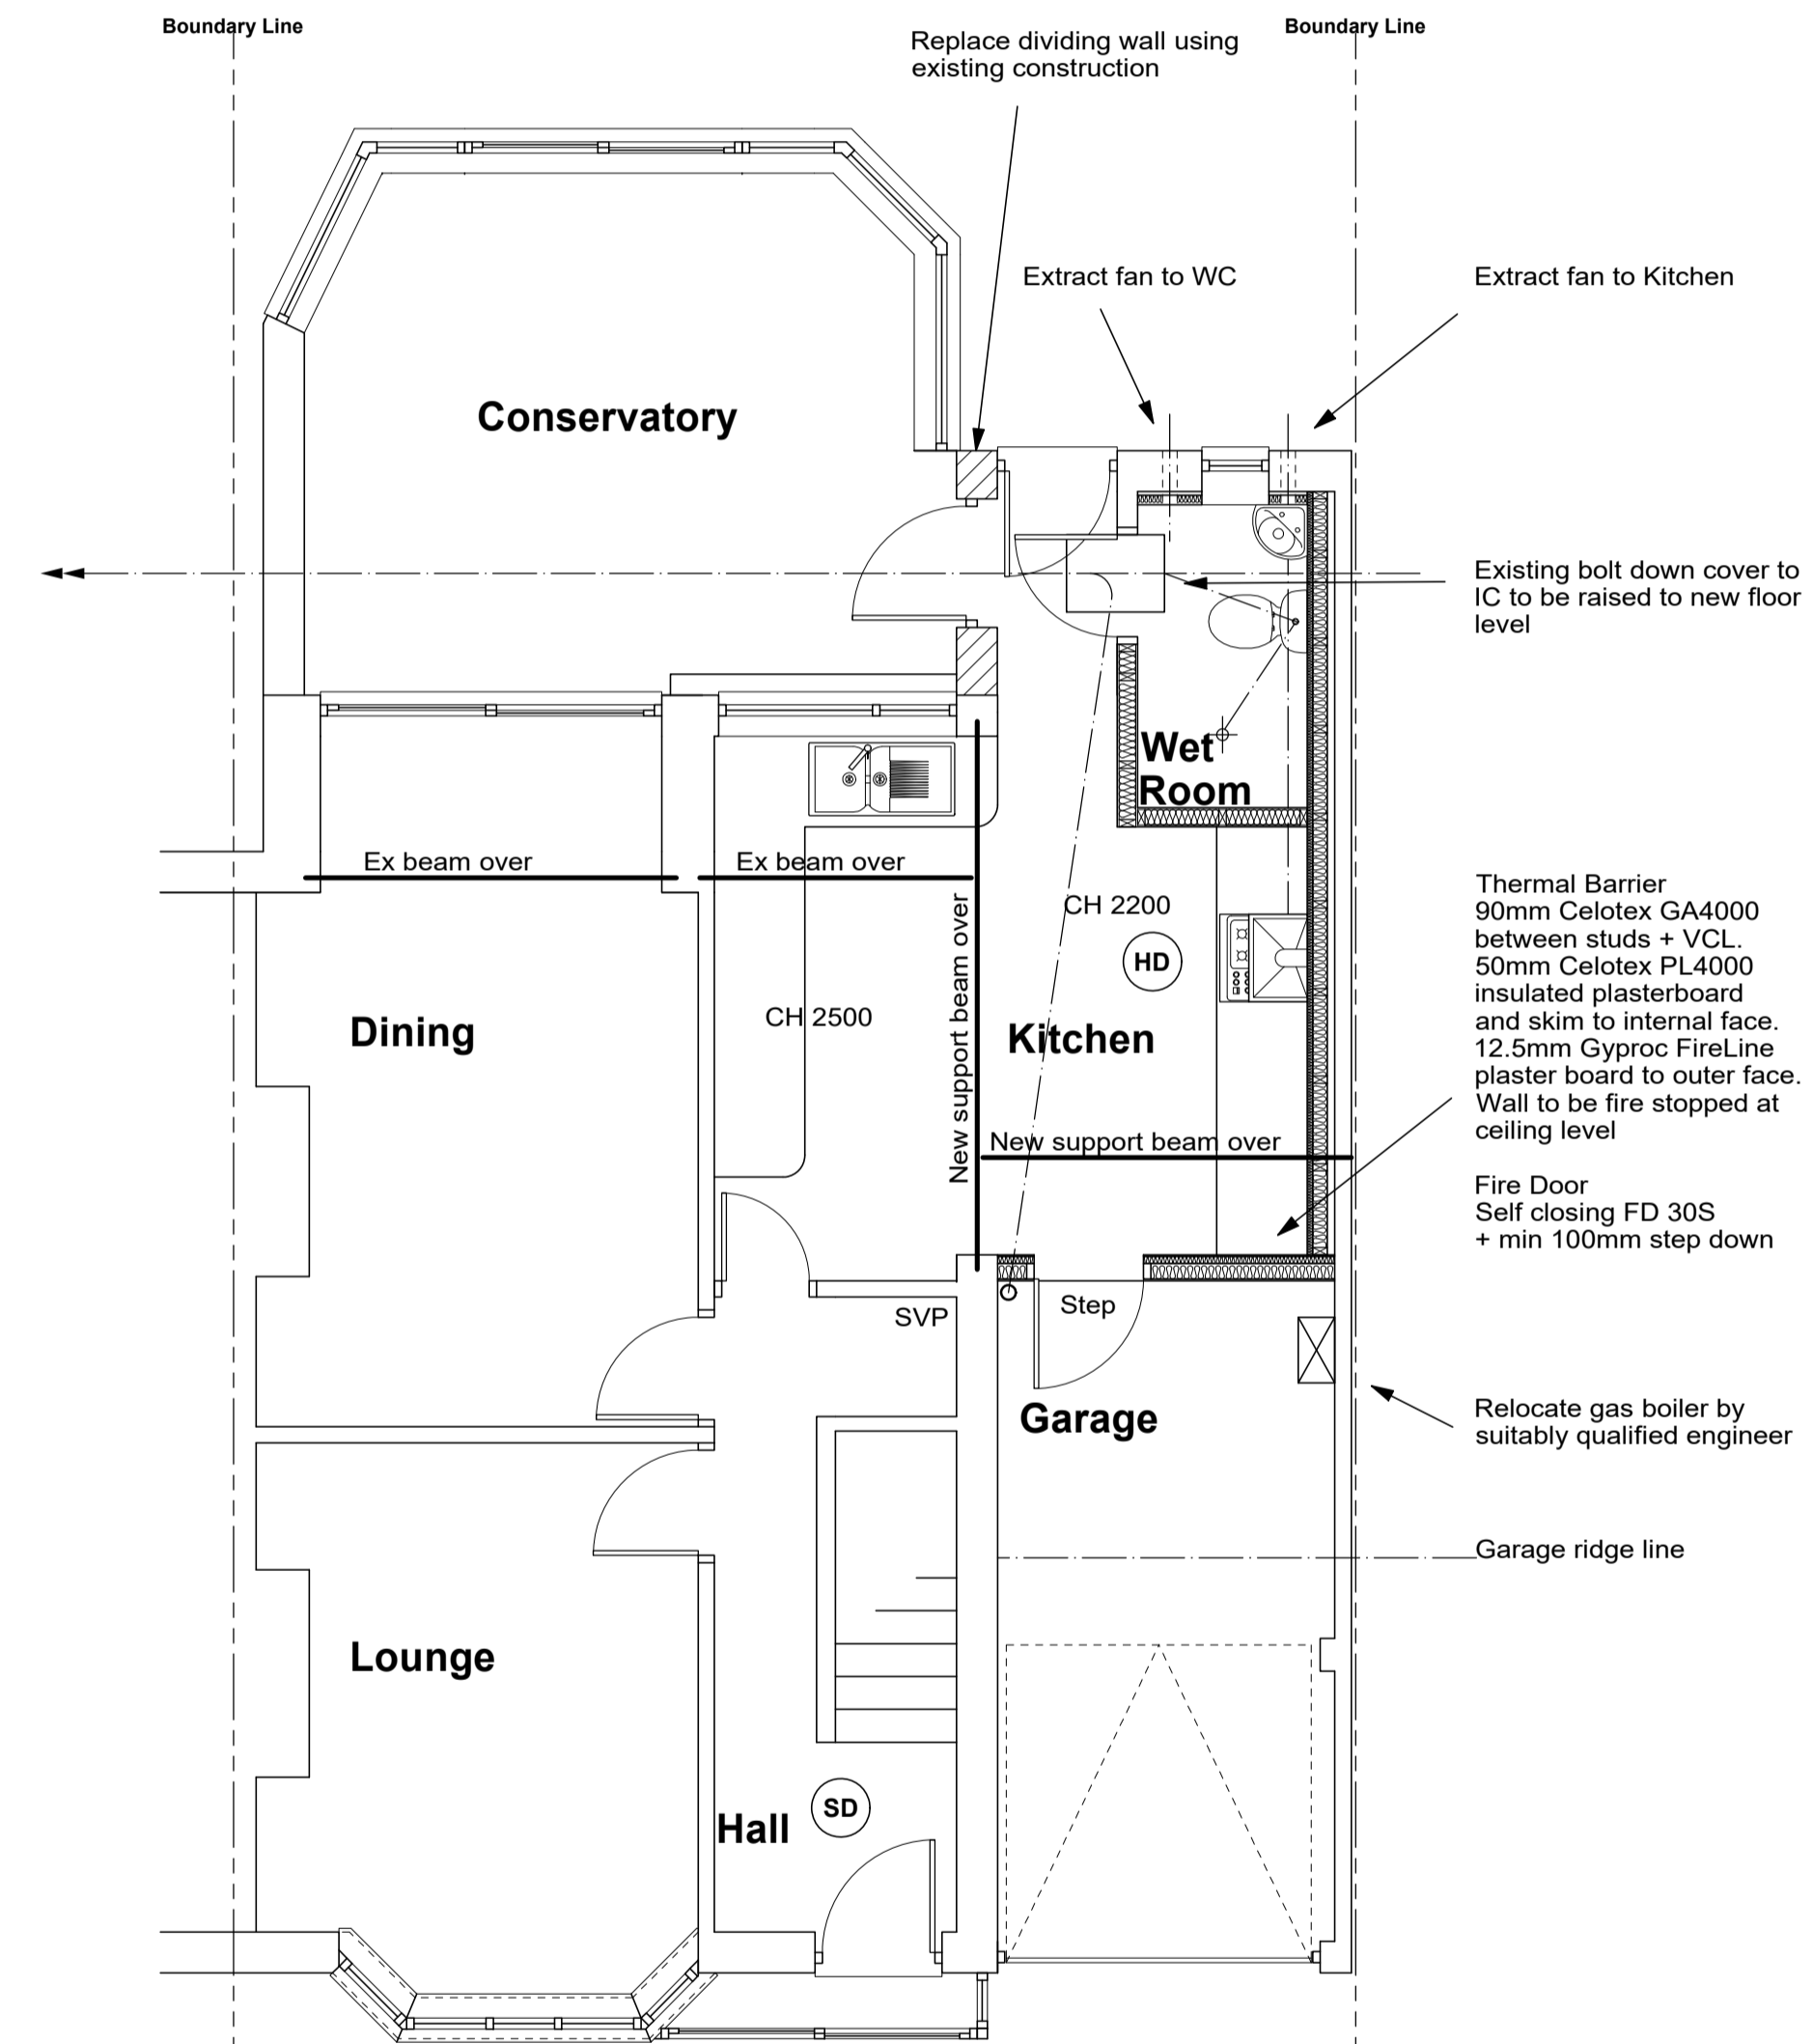 Boundary Line
Boundary Line
Replace dividing wall using
existing construction
Extract fan to WC
Extract fan to Kitchen
Conservatory
Existing bolt down cover to
IC to be raised to new floor
level
Wet
Room
Ex beam over
Ex beam over
New support beam over
CH 2200
HD
CH 2500
Dining
Kitchen
New support beam over
Thermal Barrier
90mm Celotex GA4000
between studs + VCL.
50mm Celotex PL4000
insulated plasterboard
and skim to internal face.
12.5mm Gyproc FireLine
plaster board to outer face.
Wall to be fire stopped at
ceiling level
Fire Door
Self closing FD 30S
+ min 100mm step down
SVP
Step
Garage
Relocate gas boiler by
suitably qualified engineer
Garage ridge line
Lounge
Hall
SD